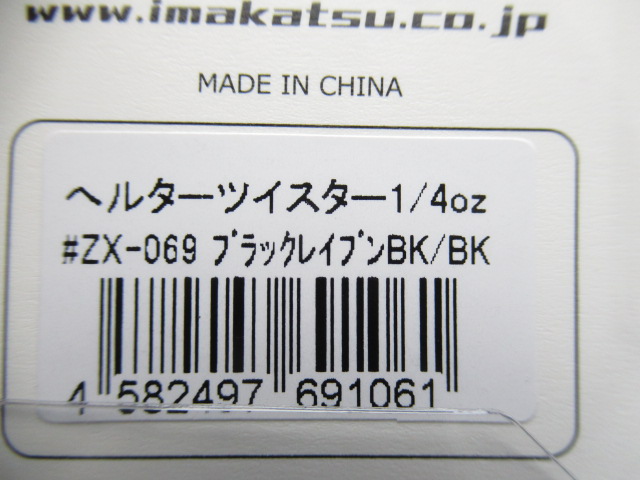 www.imakatsu.co.jp
MADE IN CHINA
ヘルターツイスター1/4oz
#ZX-069 ブラックレイブンBK/BK
4 582497 691061